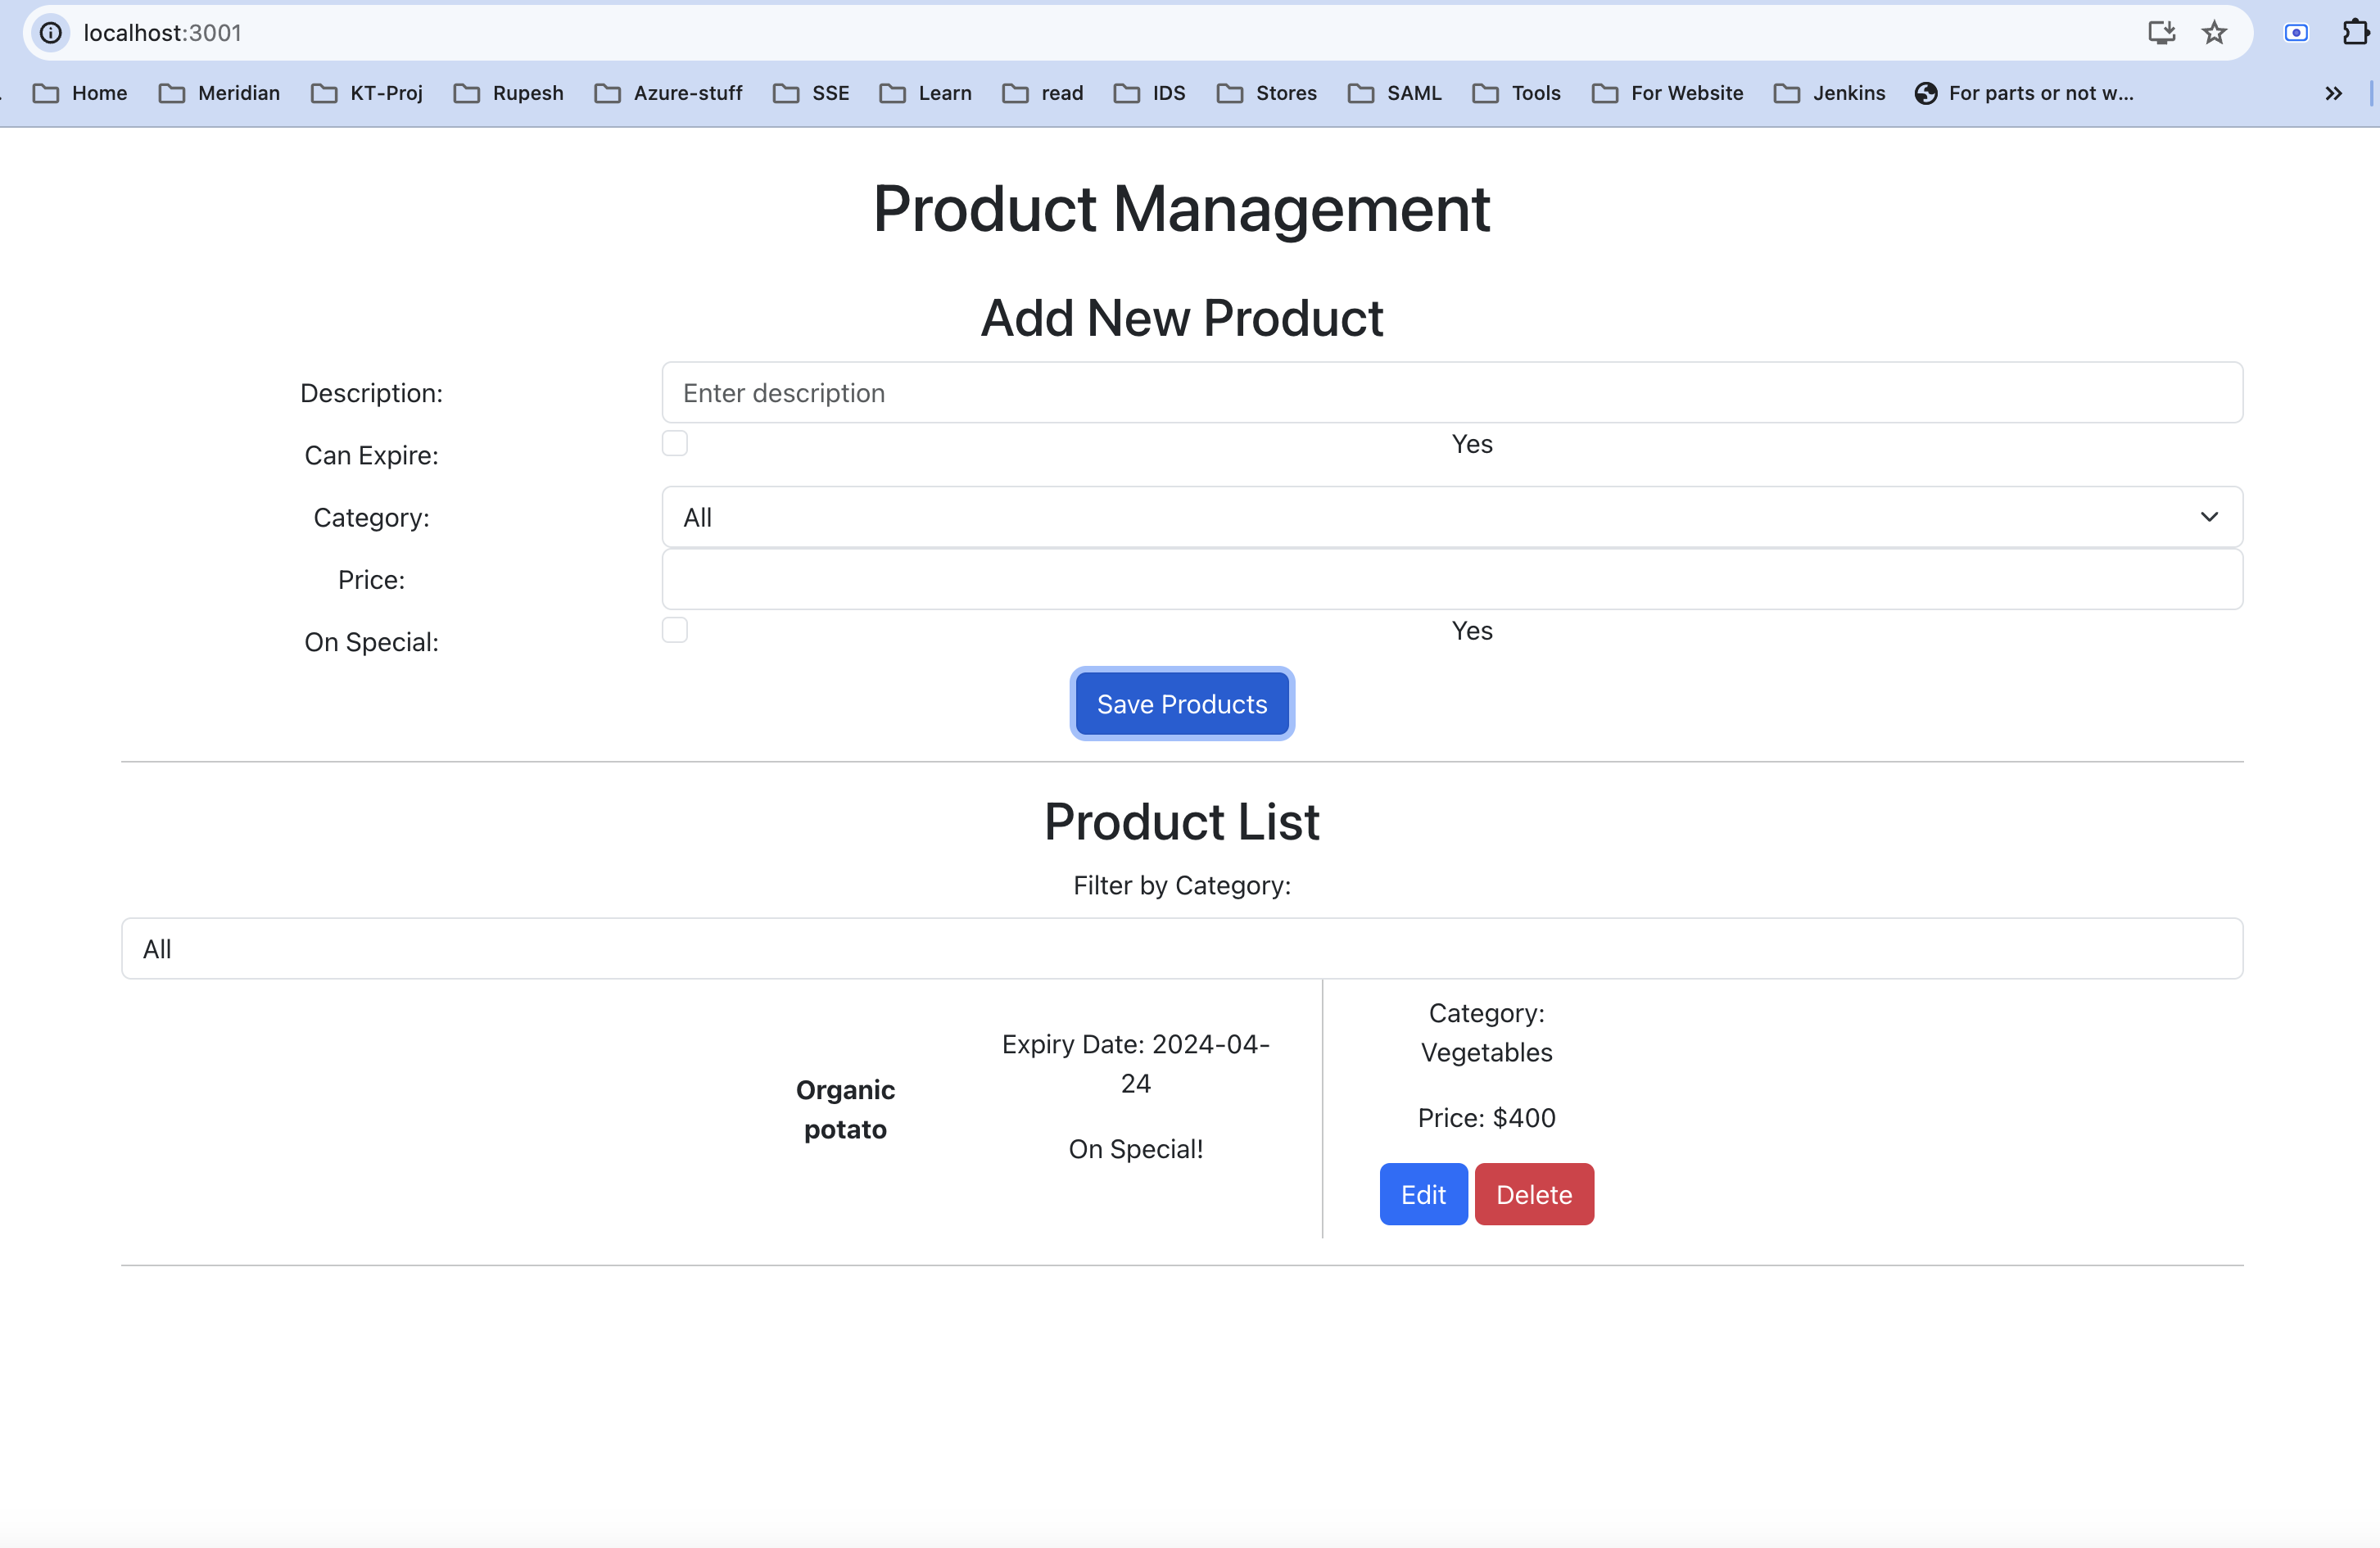 localhost:3001
Home Meridian KT-Proj Rupesh Azure-stuff SSE Learn read IDS Stores SAML Tools For Website Jenkins For parts or not w...
Product Management
Add New Product
Description: Enter description
Can Expire: Yes
Category: All
Price:
On Special: Yes
Save Products
Product List
Filter by Category:
All
Organic
potato
Expiry Date: 2024-04-
24
On Special!
Category:
Vegetables
Price: $400
Edit Delete